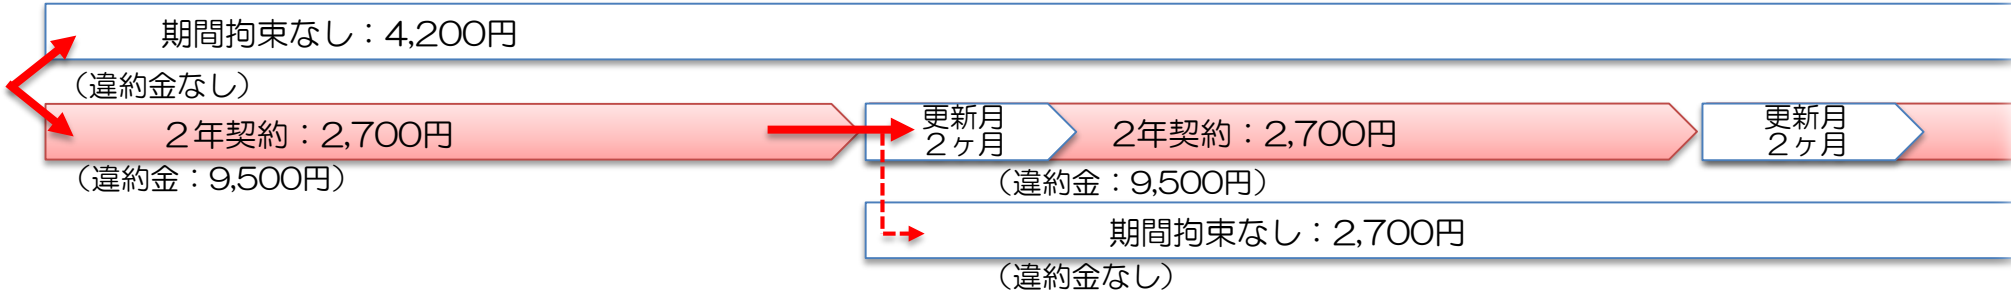 期間拘束なし：4,200円
（違約金なし）
２年契約：2,700円
（違約金：9,500円）
更新月
２ヶ月
2年契約：2,700円
（違約金：9,500円）
更新月
２ヶ月
期間拘束なし：2,700円
（違約金なし）